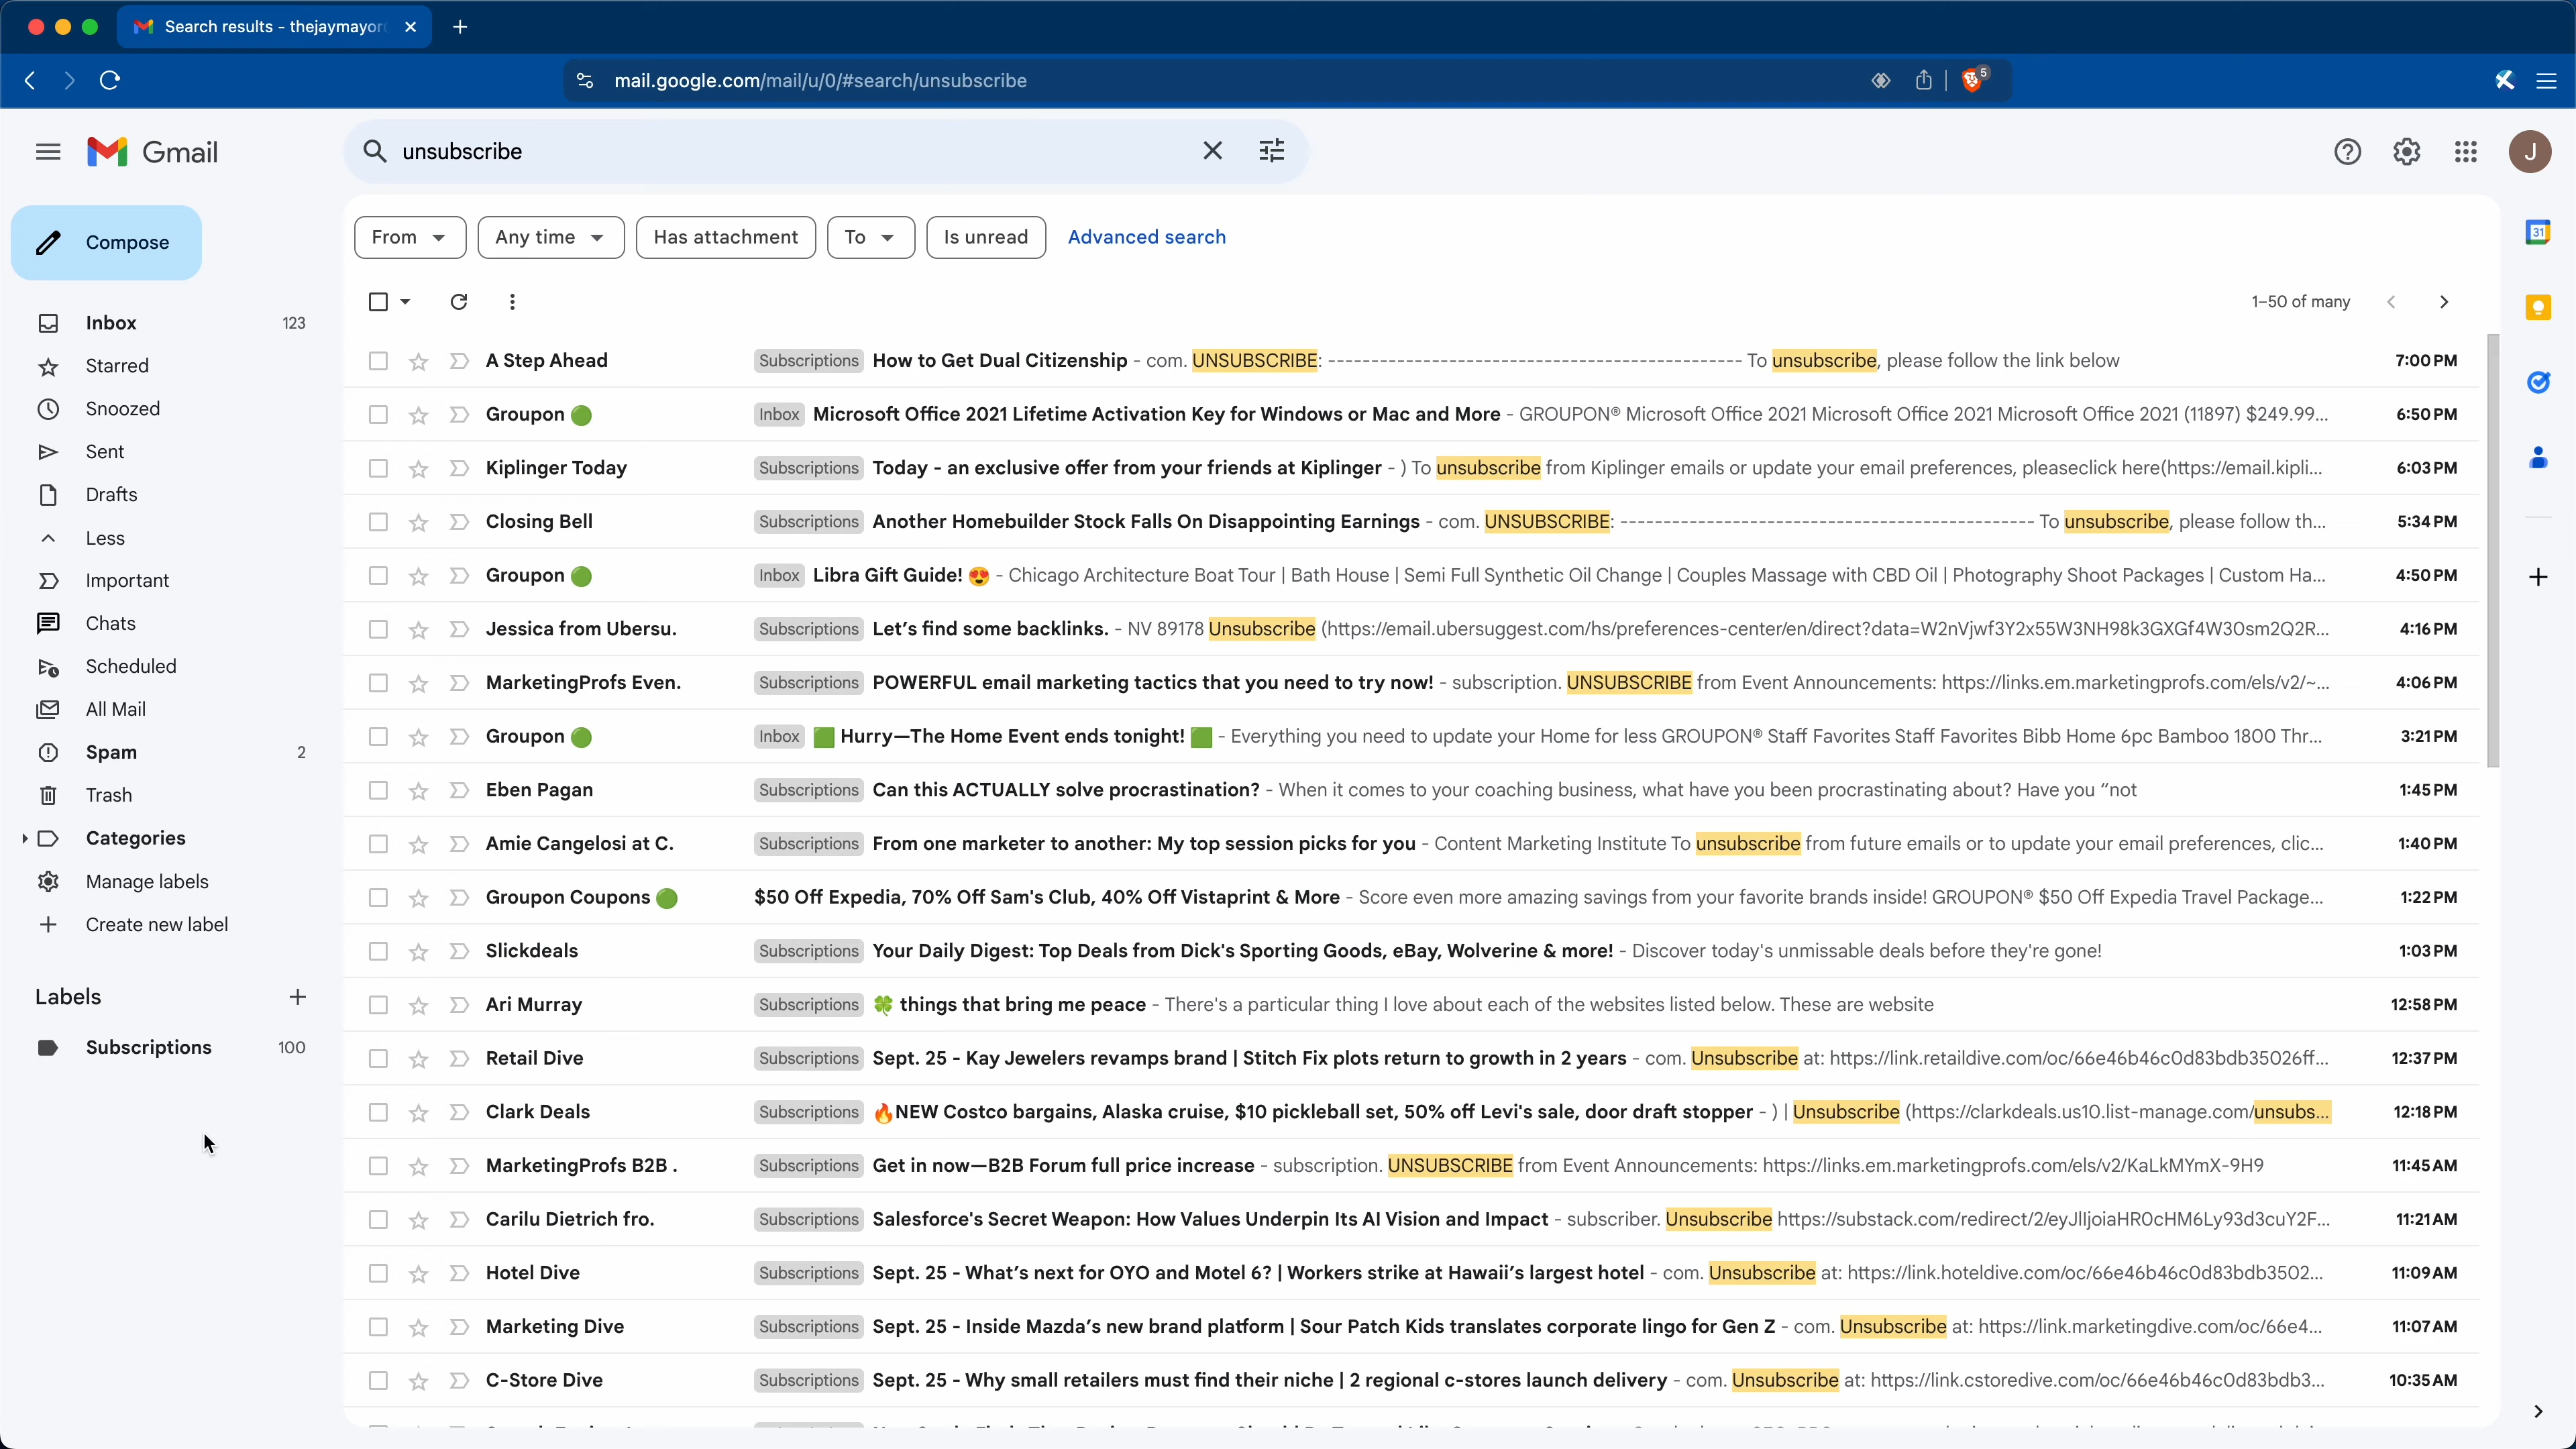 Search results - thejaymayor
mail.google.com/mail/u/0/#search/unsubscribe
5
Gmail
unsubscribe
J
Compose
From
Any time
Has attachment
To
Is unread
Advanced search
31
1–50 of many
Inbox 123
Starred
Snoozed
Sent
Drafts
Less
Important
Chats
Scheduled
All Mail
Spam 2
Trash
Categories
Manage labels
Create new label
Labels
Subscriptions 100
A Step Ahead Subscriptions How to Get Dual Citizenship - com. UNSUBSCRIBE: ------------------------------------------------ To unsubscribe, please follow the link below 7:00 PM
Groupon 🟢 Inbox Microsoft Office 2021 Lifetime Activation Key for Windows or Mac and More - GROUPON® Microsoft Office 2021 Microsoft Office 2021 Microsoft Office 2021 (11897) $249.99... 6:50 PM
Kiplinger Today Subscriptions Today - an exclusive offer from your friends at Kiplinger - ) To unsubscribe from Kiplinger emails or update your email preferences, pleaseclick here(https://email.kipli... 6:03 PM
Closing Bell Subscriptions Another Homebuilder Stock Falls On Disappointing Earnings - com. UNSUBSCRIBE: ------------------------------------------------ To unsubscribe, please follow th... 5:34 PM
Groupon 🟢 Inbox Libra Gift Guide! 😍 - Chicago Architecture Boat Tour | Bath House | Semi Full Synthetic Oil Change | Couples Massage with CBD Oil | Photography Shoot Packages | Custom Ha... 4:50 PM
Jessica from Ubersu. Subscriptions Let's find some backlinks. - NV 89178 Unsubscribe (https://email.ubersuggest.com/hs/preferences-center/en/direct?data=W2nVjwf3Y2x55W3NH98k3GXGf4W30sm2Q2R... 4:16 PM
MarketingProfs Even. Subscriptions POWERFUL email marketing tactics that you need to try now! - subscription. UNSUBSCRIBE from Event Announcements: https://links.em.marketingprofs.com/els/v2/~... 4:06 PM
Groupon 🟢 Inbox 🟩 Hurry—The Home Event ends tonight! 🟩 - Everything you need to update your Home for less GROUPON® Staff Favorites Staff Favorites Bibb Home 6pc Bamboo 1800 Thr... 3:21 PM
Eben Pagan Subscriptions Can this ACTUALLY solve procrastination? - When it comes to your coaching business, what have you been procrastinating about? Have you “not 1:45 PM
Amie Cangelosi at C. Subscriptions From one marketer to another: My top session picks for you - Content Marketing Institute To unsubscribe from future emails or to update your email preferences, clic... 1:40 PM
Groupon Coupons 🟢 $50 Off Expedia, 70% Off Sam's Club, 40% Off Vistaprint & More - Score even more amazing savings from your favorite brands inside! GROUPON® $50 Off Expedia Travel Package... 1:22 PM
Slickdeals Subscriptions Your Daily Digest: Top Deals from Dick's Sporting Goods, eBay, Wolverine & more! - Discover today's unmissable deals before they're gone! 1:03 PM
Ari Murray Subscriptions 🍀 things that bring me peace - There's a particular thing I love about each of the websites listed below. These are website 12:58 PM
Retail Dive Subscriptions Sept. 25 - Kay Jewelers revamps brand | Stitch Fix plots return to growth in 2 years - com. Unsubscribe at: https://link.retaildive.com/oc/66e46b46c0d83bdb35026ff... 12:37 PM
Clark Deals Subscriptions 🔥NEW Costco bargains, Alaska cruise, $10 pickleball set, 50% off Levi's sale, door draft stopper - ) | Unsubscribe (https://clarkdeals.us10.list-manage.com/unsubs... 12:18 PM
MarketingProfs B2B . Subscriptions Get in now—B2B Forum full price increase - subscription. UNSUBSCRIBE from Event Announcements: https://links.em.marketingprofs.com/els/v2/KaLkMYmX-9H9 11:45 AM
Carilu Dietrich fro. Subscriptions Salesforce's Secret Weapon: How Values Underpin Its AI Vision and Impact - subscriber. Unsubscribe https://substack.com/redirect/2/eyJlIjoiaHR0cHM6Ly93d3cuY2F... 11:21 AM
Hotel Dive Subscriptions Sept. 25 - What's next for OYO and Motel 6? | Workers strike at Hawaii's largest hotel - com. Unsubscribe at: https://link.hoteldive.com/oc/66e46b46c0d83bdb3502... 11:09 AM
Marketing Dive Subscriptions Sept. 25 - Inside Mazda's new brand platform | Sour Patch Kids translates corporate lingo for Gen Z - com. Unsubscribe at: https://link.marketingdive.com/oc/66e4... 11:07 AM
C-Store Dive Subscriptions Sept. 25 - Why small retailers must find their niche | 2 regional c-stores launch delivery - com. Unsubscribe at: https://link.cstoredive.com/oc/66e46b46c0d83bdb3... 10:35 AM